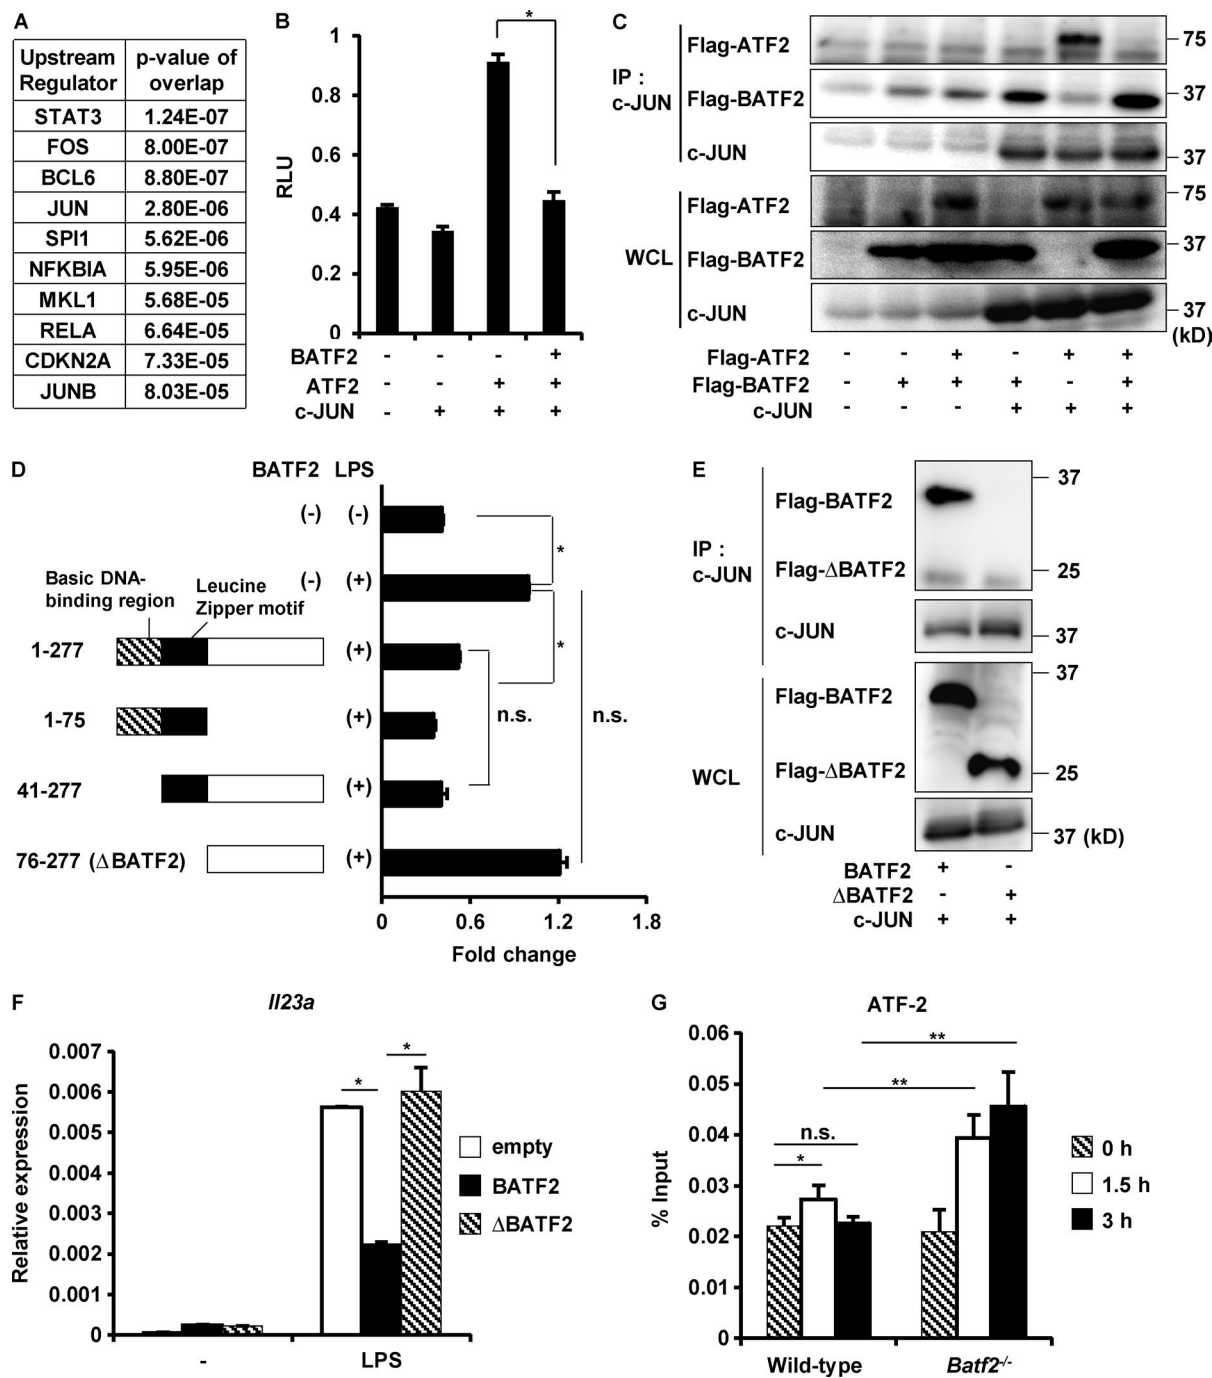 A
Upstream Regulator p-value of overlap
STAT3 1.24E-07
FOS 8.00E-07
BCL6 8.80E-07
JUN 2.80E-06
SPI1 5.62E-06
NFKBIA 5.95E-06
MKL1 5.68E-05
RELA 6.64E-05
CDKN2A 7.33E-05
JUNB 8.03E-05
B
*
1
0.8
0.6
0.4
0.2
0
RLU
BATF2 - - - +
ATF2 - - + +
c-JUN - + + +
C
IP :
c-JUN
Flag-ATF2 75
Flag-BATF2 37
c-JUN 37
WCL
Flag-ATF2 75
Flag-BATF2 37
c-JUN 37
(kD)
Flag-ATF2 - - + - + +
Flag-BATF2 - + + + - +
c-JUN - - - + + +
D
BATF2 LPS
(-) (-)
(-) (+)
Basic DNA-
binding region
Leucine
Zipper motif
1-277 (+)
1-75 (+)
41-277 (+)
76-277 (ΔBATF2) (+)
*
*
n.s.
n.s.
0 0.6 1.2 1.8
Fold change
E
IP :
c-JUN
37
Flag-BATF2
Flag-ΔBATF2 25
c-JUN 37
WCL
37
Flag-BATF2
Flag-ΔBATF2 25
c-JUN 37 (kD)
BATF2 + -
ΔBATF2 - +
c-JUN + +
F
Il23a
0.007
0.006
0.005
0.004
0.003
0.002
0.001
0
Relative expression
* *
empty
BATF2
ΔBATF2
- LPS
G
ATF-2
0.06
0.05
0.04
0.03
0.02
0.01
0
% Input
**
**
n.s.
*
0 h
1.5 h
3 h
Wild-type Batf2-/-